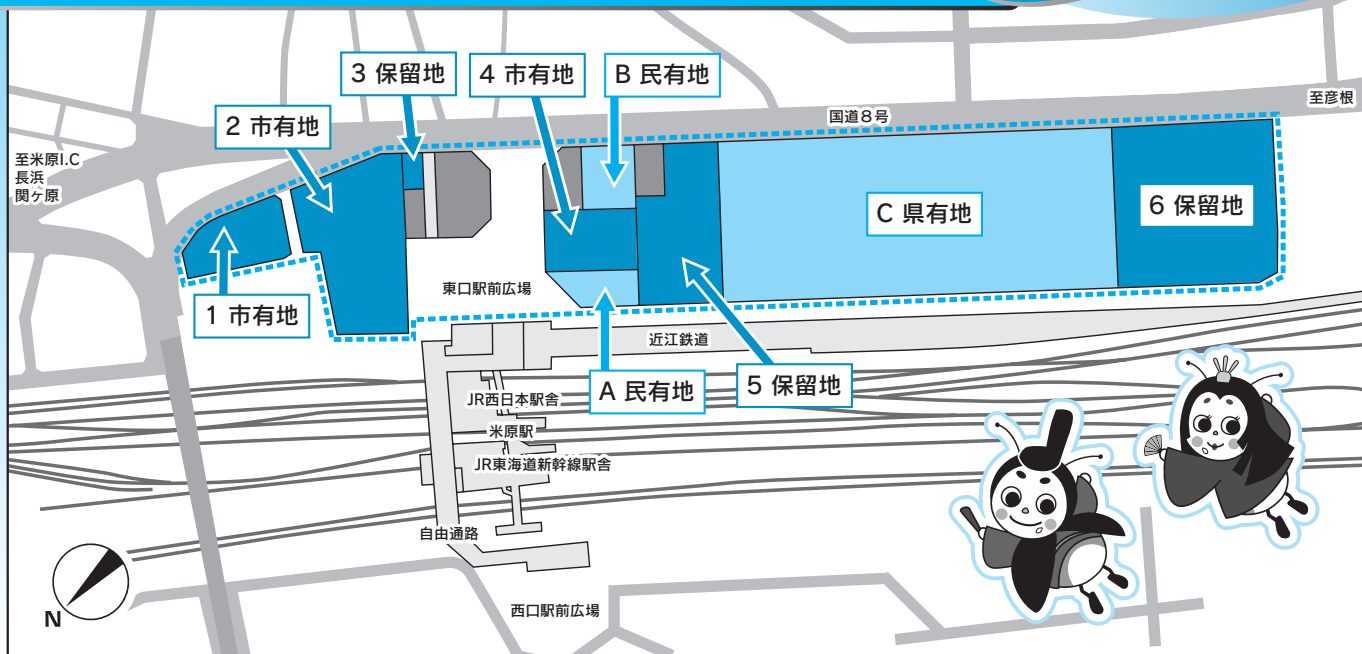 3 保留地
4 市有地
B 民有地
至彦根
2 市有地
国道8号
至米原I.C
長浜
関ヶ原
C 県有地
6 保留地
東口駅前広場
1 市有地
近江鉄道
A 民有地
5 保留地
JR西日本駅舎
米原駅
JR東海道新幹線駅舎
自由通路
N
西口駅前広場